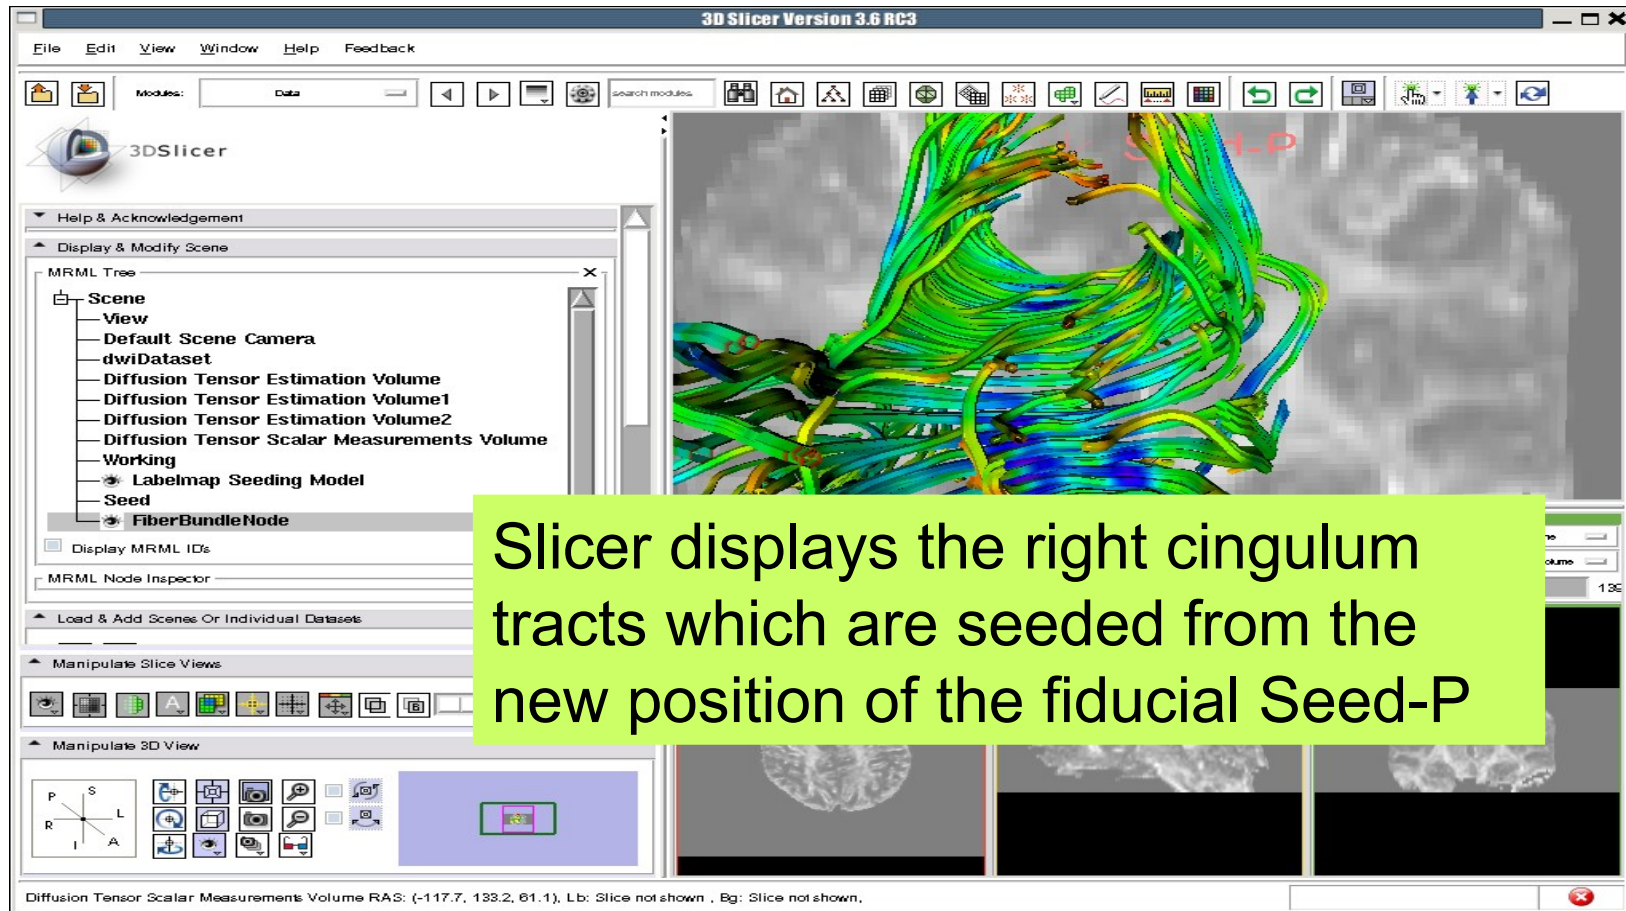 3D Slicer Version 3.6 RC3
File Edit View Window Help Feedback
Modules: Data search modules
3DSlicer
Help & Acknowledgement
Display & Modify Scene
MRML Tree
Scene
View
Default Scene Camera
dwiDataset
Diffusion Tensor Estimation Volume
Diffusion Tensor Estimation Volume1
Diffusion Tensor Estimation Volume2
Diffusion Tensor Scalar Measurements Volume
Working
Labelmap Seeding Model
Seed
FiberBundleNode
Display MRML ID's
MRML Node Inspector
Load & Add Scenes Or Individual Datasets
Manipulate Slice Views
Manipulate 3D View
P S
R L
I A
Slicer displays the right cingulum
tracts which are seeded from the
new position of the fiducial Seed-P
Diffusion Tensor Scalar Measurements Volume RAS: (-117.7, 133.2, 61.1), Lb: Slice not shown , Bg: Slice not shown,